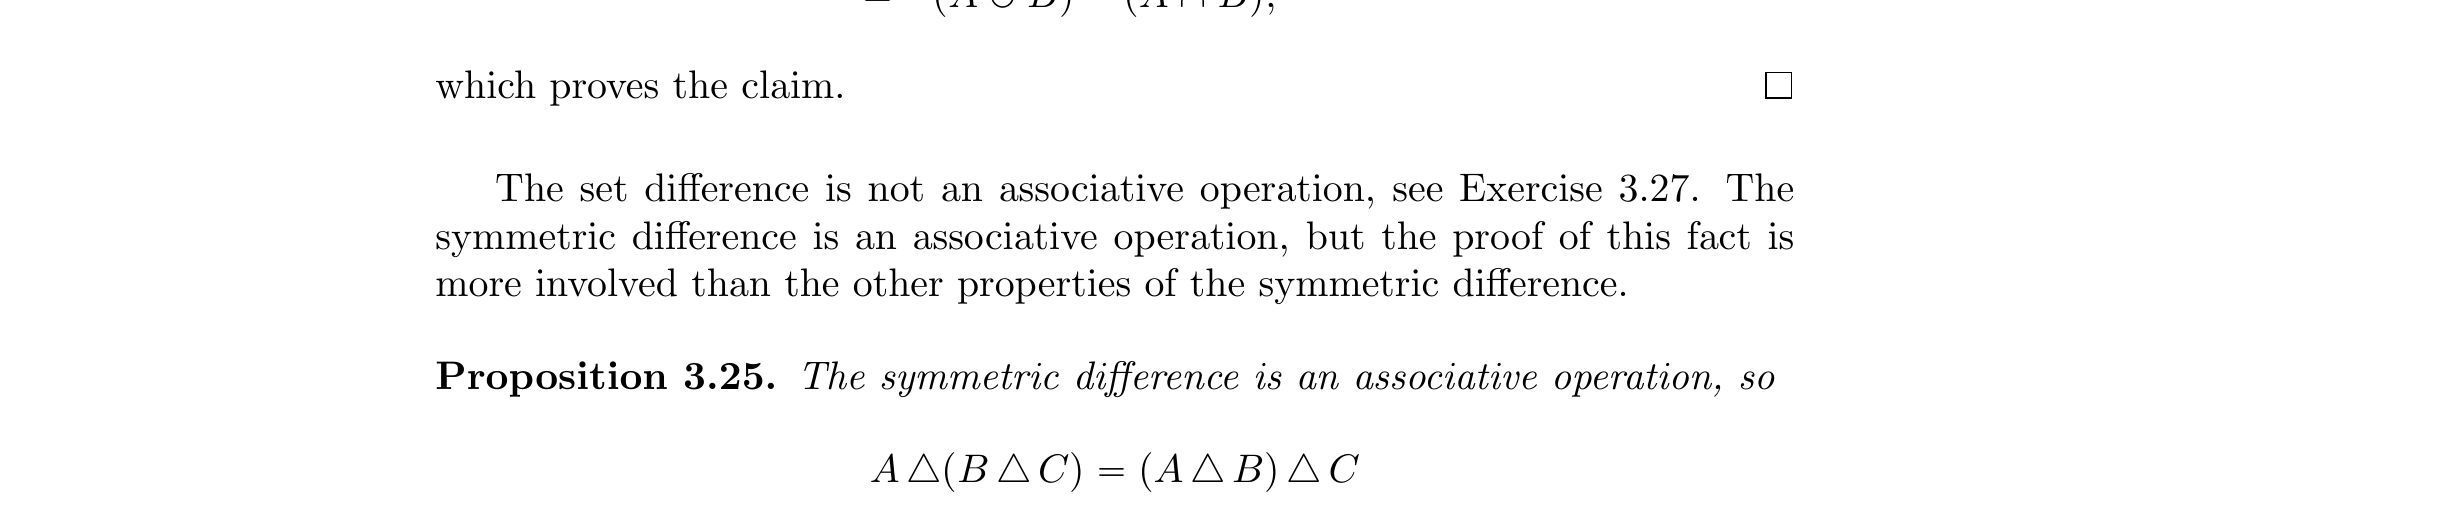 = (A ∪ B) − (A ∩ B),
which proves the claim. □
The set difference is not an associative operation, see Exercise 3.27. The
symmetric difference is an associative operation, but the proof of this fact is
more involved than the other properties of the symmetric difference.
Proposition 3.25. The symmetric difference is an associative operation, so
A △(B △ C) = (A △ B) △ C